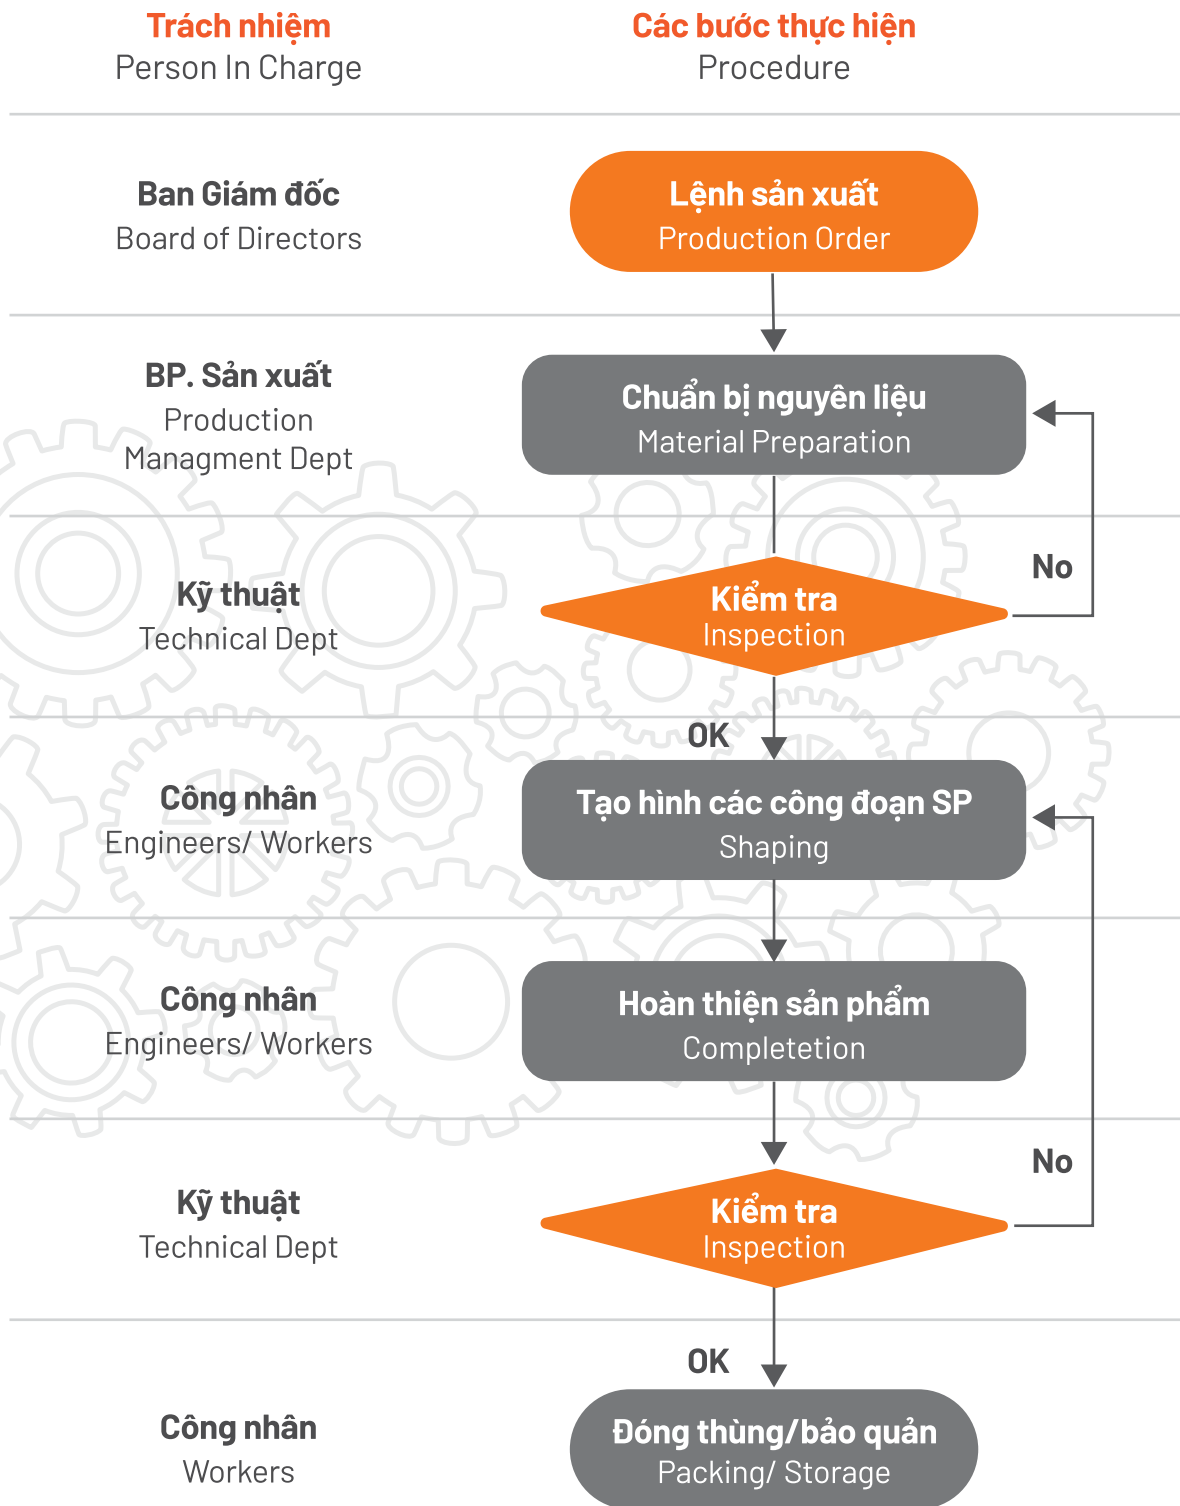 Trách nhiệm
Person In Charge
Các bước thực hiện
Procedure
Ban Giám đốc
Board of Directors
Lệnh sản xuất
Production Order
BP. Sản xuất
Production
Managment Dept
Chuẩn bị nguyên liệu
Material Preparation
Kỹ thuật
Technical Dept
Kiểm tra
Inspection
No
OK
Công nhân
Engineers/ Workers
Tạo hình các công đoạn SP
Shaping
Công nhân
Engineers/ Workers
Hoàn thiện sản phẩm
Completetion
Kỹ thuật
Technical Dept
Kiểm tra
Inspection
No
OK
Công nhân
Workers
Đóng thùng/bảo quản
Packing/ Storage